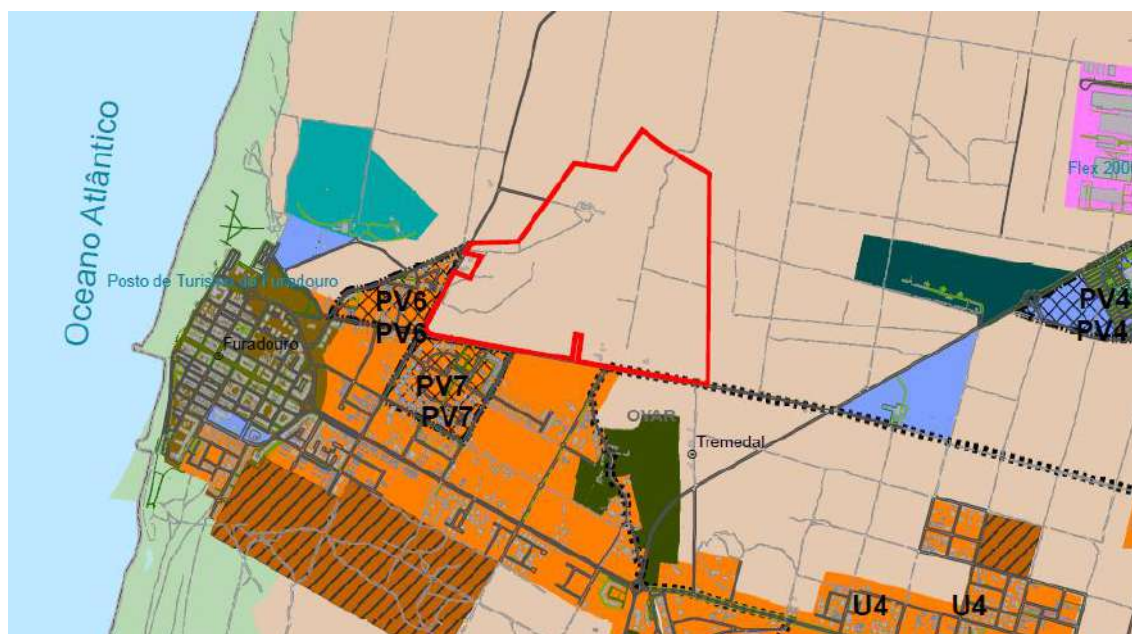 Oceano Atlântico
Flex 2000
Posto de Turismo do Furadouro
PV6
PV6
PV4
PV4
Furadouro
PV7
PV7
OVAR
Tremedal
U4
U4